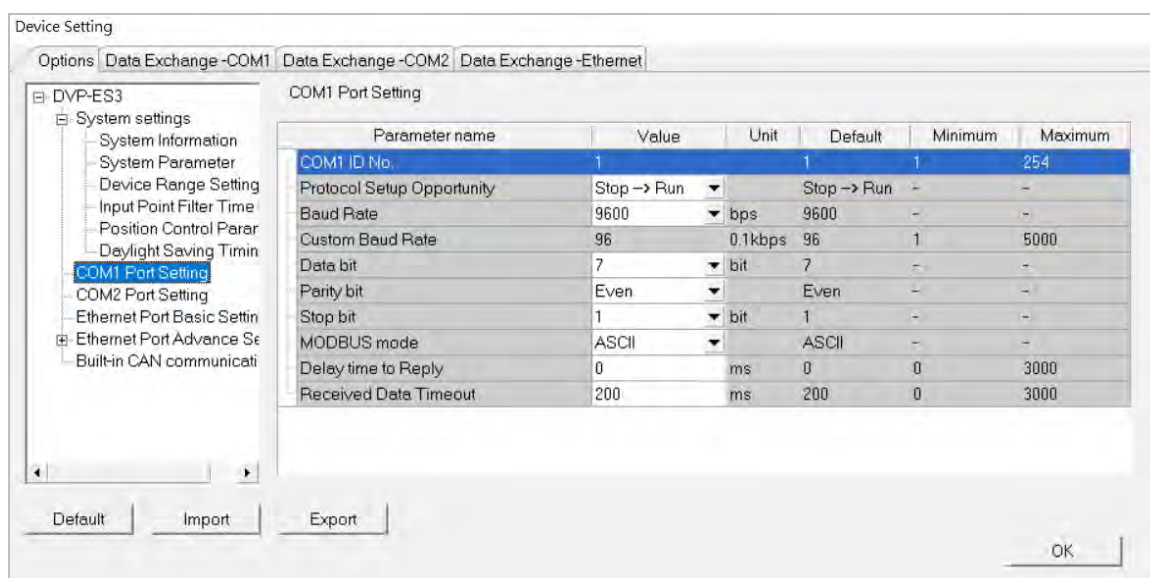 Device Setting
Options Data Exchange -COM1 Data Exchange -COM2 Data Exchange -Ethernet
DVP-ES3
System settings
System Information
System Parameter
Device Range Setting
Input Point Filter Time
Position Control Parar
Daylight Saving Timin
COM1 Port Setting
COM2 Port Setting
Ethernet Port Basic Settin
Ethernet Port Advance Se
Built-in CAN communicati
COM1 Port Setting
Parameter name Value Unit Default Minimum Maximum
COM1 ID No. 1 1 1 254
Protocol Setup Opportunity Stop -> Run Stop -> Run - -
Baud Rate 9600 bps 9600 - -
Custom Baud Rate 96 0.1kbps 96 1 5000
Data bit 7 bit 7 - -
Parity bit Even Even - -
Stop bit 1 bit 1 - -
MODBUS mode ASCII ASCII - -
Delay time to Reply 0 ms 0 0 3000
Received Data Timeout 200 ms 200 0 3000
Default Import Export
OK